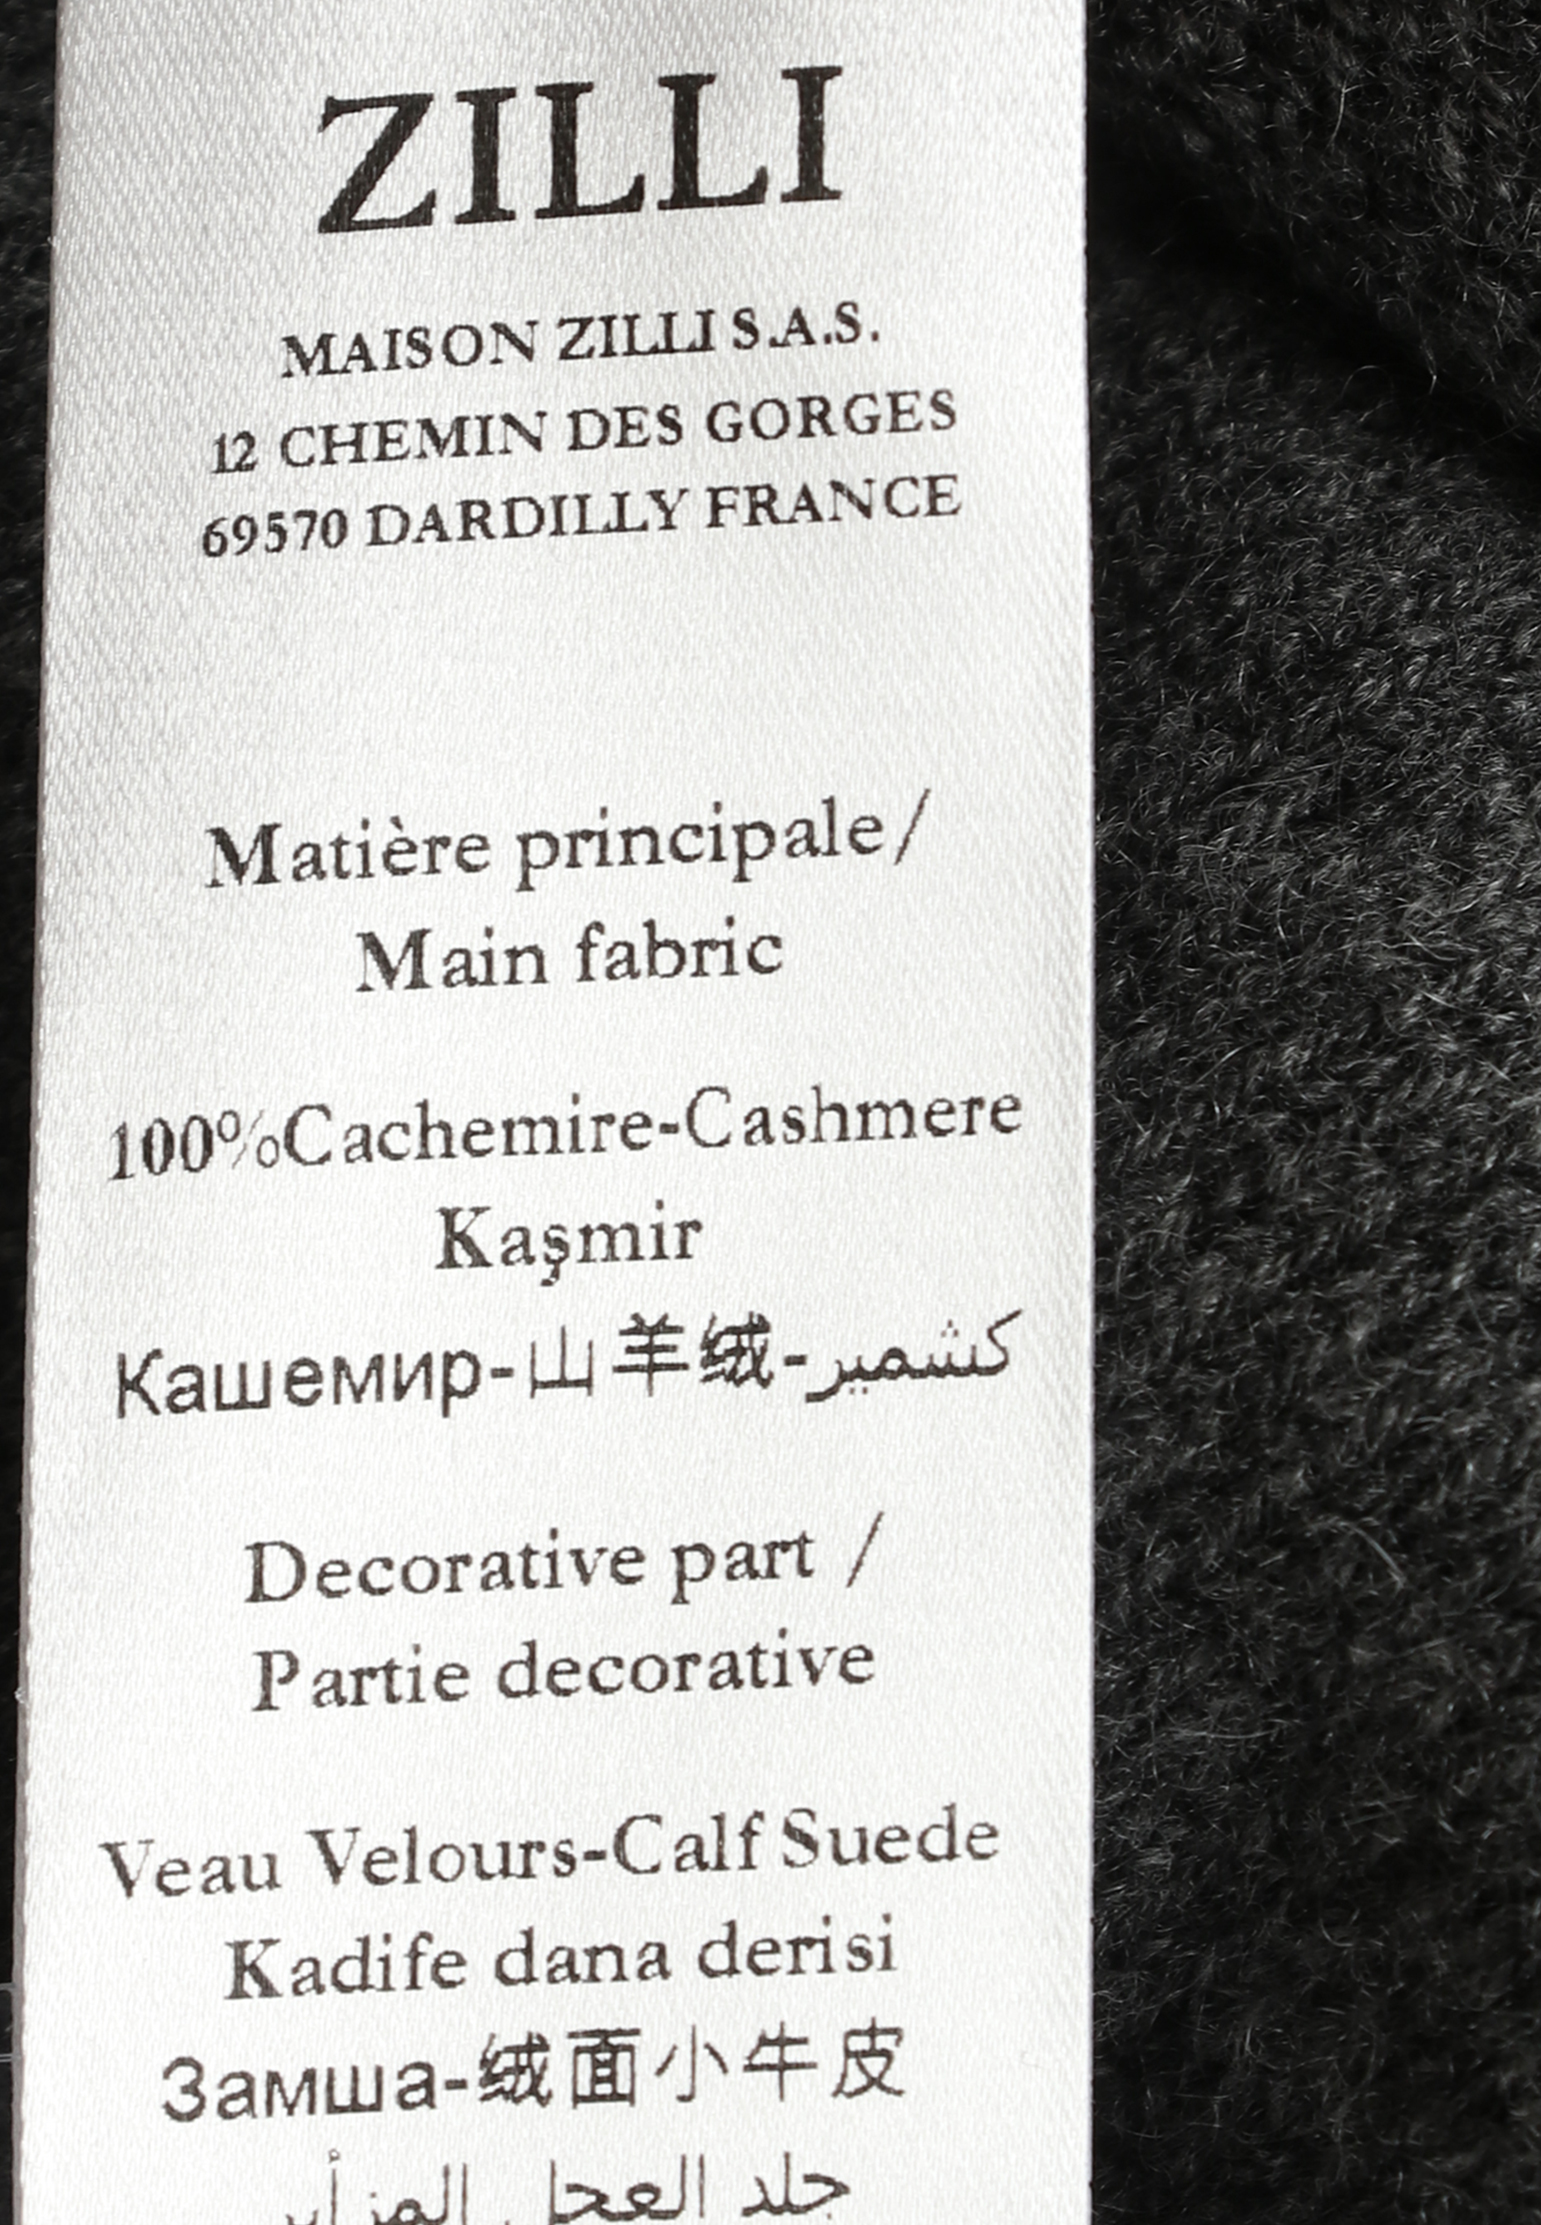 ZILLI
MAISON ZILLI S.A.S.
12 CHEMIN DES GORGES
69570 DARDILLY FRANCE
Matière principale/
Main fabric
100%Cachemire-Cashmere
Kaşmir
Кашемир-山羊绒-كشمير
Decorative part /
Partie decorative
Veau Velours-Calf Suede
Kadife dana derisi
Замша-绒面小牛皮
جلد العجل